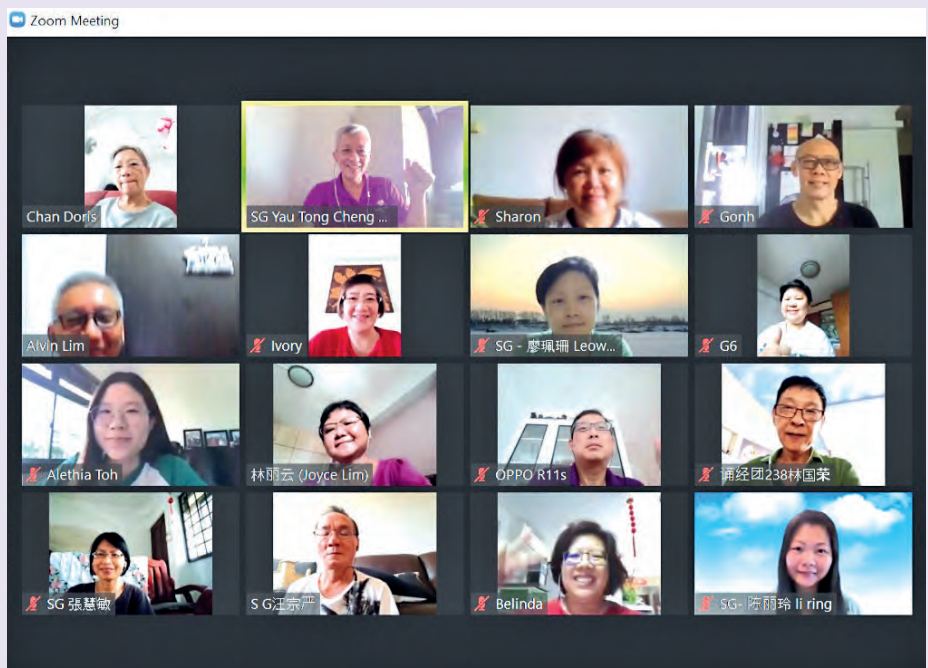 Zoom Meeting
Chan Doris
SG Yau Tong Cheng ...
Sharon
Gonh
Alvin Lim
Ivory
SG - 廖珮珊 Leow...
G6
Alethia Toh
林丽云 (Joyce Lim)
OPPO R11s
诵经团238林国荣
SG 張慧敏
S G汪宗严
Belinda
SG- 陈丽玲 li ring